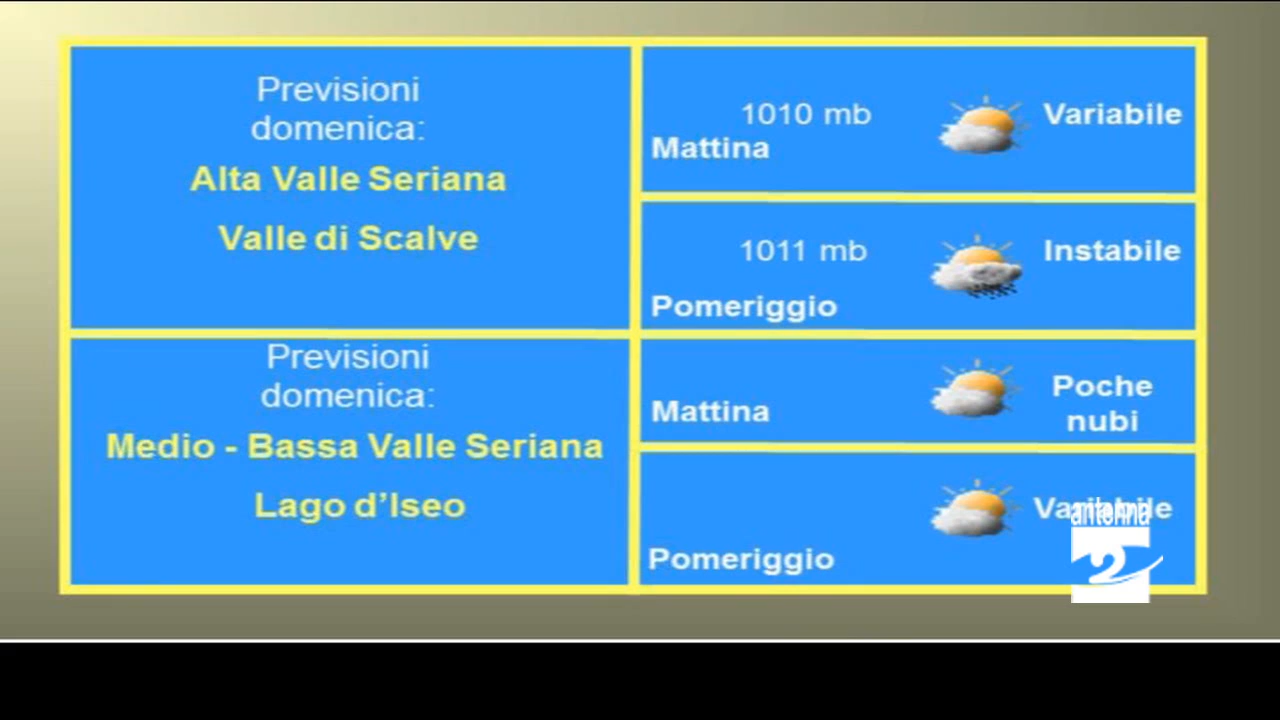 Previsioni
domenica:
Alta Valle Seriana
Valle di Scalve
1010 mb
Variabile
Mattina
1011 mb
Instabile
Pomeriggio
Previsioni
domenica:
Medio - Bassa Valle Seriana
Lago d’Iseo
Mattina
Poche
nubi
Variabile
Pomeriggio
antenna
2